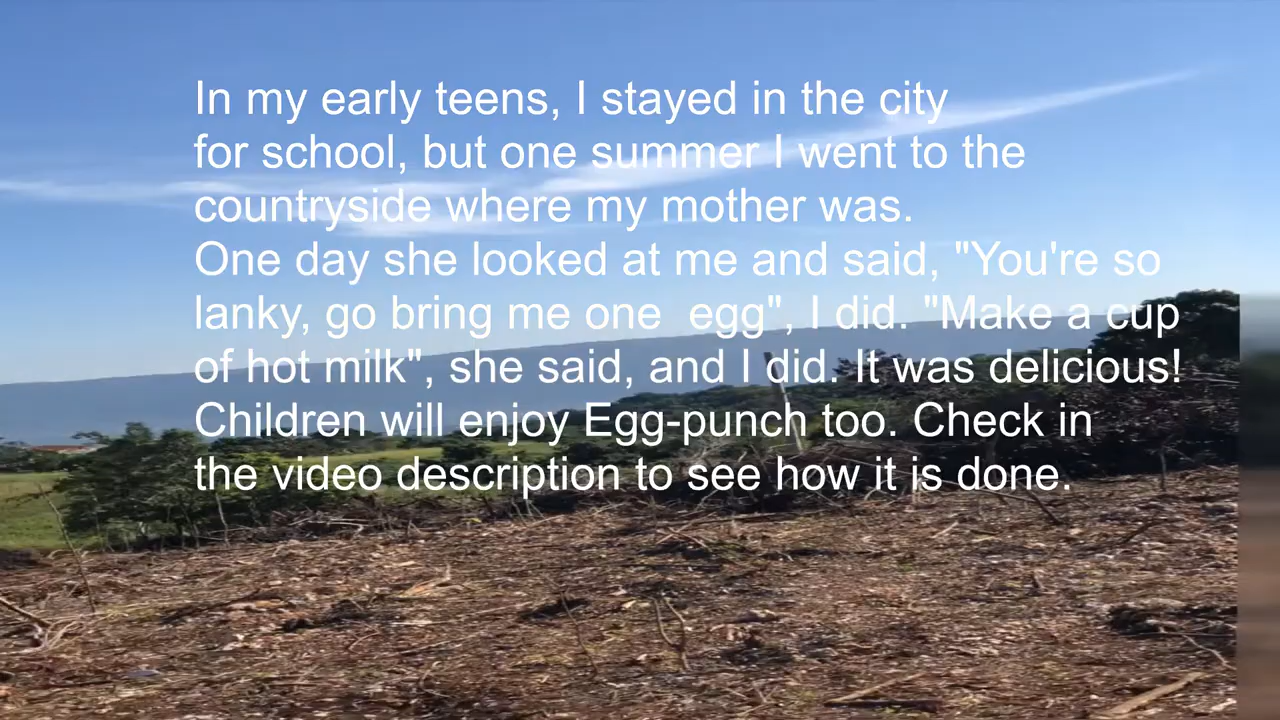 In my early teens, I stayed in the city
for school, but one summer I went to the
countryside where my mother was.
One day she looked at me and said, "You're so
lanky, go bring me one  egg", I did. "Make a cup
of hot milk", she said, and I did. It was delicious!
Children will enjoy Egg-punch too. Check in
the video description to see how it is done.